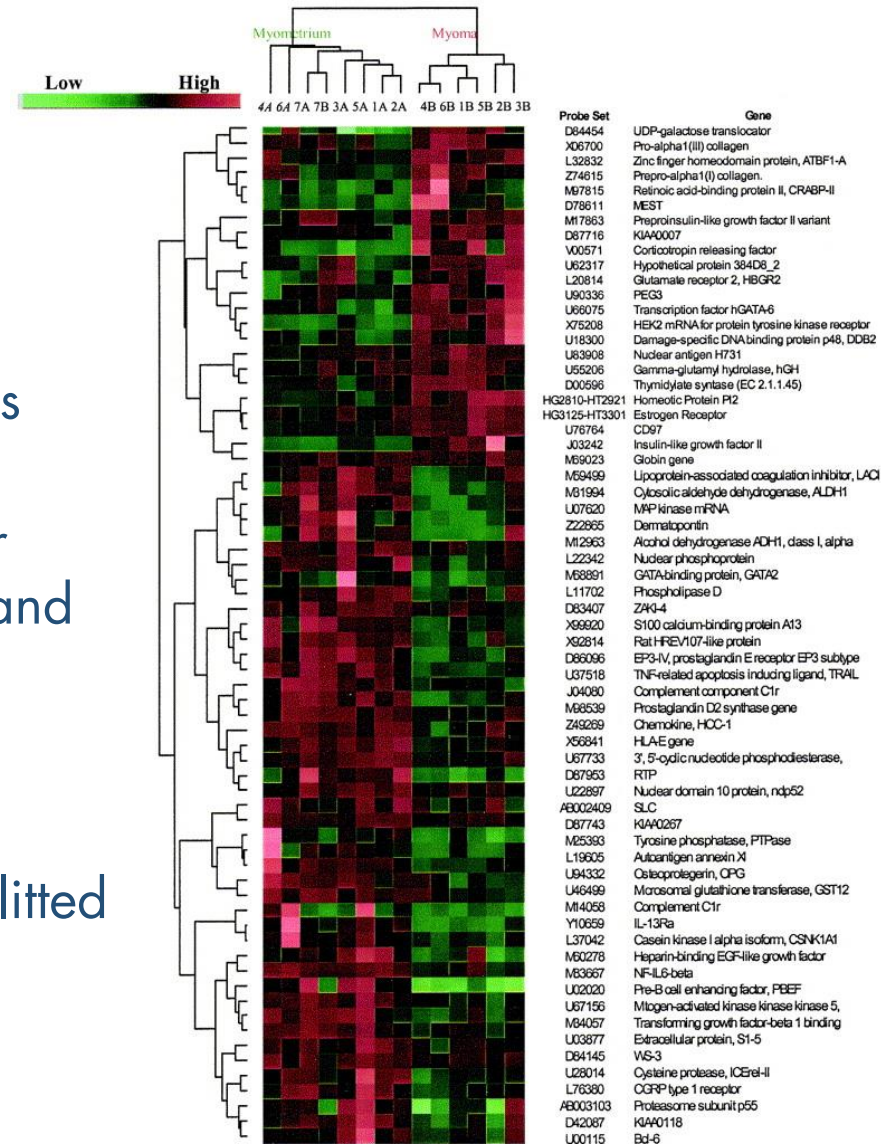 Myometrium Myoma
Low High
4A 6A 7A 7B 3A 5A 1A 2A 4B 6B 1B 5B 2B 3B
Probe Set Gene
D84454 UDP-galactose translocator
X06700 Pro-alpha1(III) collagen
L32832 Zinc finger homeodomain protein, ATBF1-A
Z74615 Prepro-alpha1(I) collagen.
M97815 Retinoic acid-binding protein II, CRABP-II
D78611 MEST
M17863 Preproinsulin-like growth factor II variant
D87716 KIAA0007
V00571 Corticotropin releasing factor
U62317 Hypothetical protein 384D8_2
L20814 Glutamate receptor 2, HBGR2
U90336 PEG3
U66075 Transcription factor hGATA-6
X75208 HEK2 mRNA for protein tyrosine kinase receptor
U18300 Damage-specific DNA binding protein p48, DDB2
U83908 Nuclear antigen H731
U55206 Gamma-glutamyl hydrolase, hGH
D00596 Thymidylate syntase (EC 2.1.1.45)
s
HG2810-HT2921 Homeotic Protein Pl2
HG3125-HT3301 Estrogen Receptor
U76764 CD97
J03242 Insulin-like growth factor II
M69023 Globin gene
M59499 Lipoprotein-associated coagulation inhibitor, LACI
M31994 Cytosolic aldehyde dehydrogenase, ALDH1
U07620 MAP kinase mRNA
Z22865 Dermatopontin
r
M12963 Alcohol dehydrogenase ADH1, class I, alpha
L22342 Nuclear phosphoprotein
M68891 GATA-binding protein, GATA2
L11702 Phospholipase D
and
D83407 ZAKI-4
X99920 S100 calcium-binding protein A13
X92814 Rat HREV107-like protein
D86096 EP3-IV, prostaglandin E receptor EP3 subtype
U37518 TNF-related apoptosis inducing ligand, TRAIL
J04080 Complement component C1r
M98539 Prostaglandin D2 synthase gene
Z49269 Chemokine, HCC-1
X56841 HLA-E gene
U67733 3', 5'-cyclic nucleotide phosphodiesterase,
D87953 RTP
U22897 Nuclear domain 10 protein, ndp52
AB002409 SLC
D87743 KIAA0267
M25393 Tyrosine phosphatase, PTPase
L19605 Autoantigen annexin XI
U94332 Osteoprotegerin, OPG
U46499 Microsomal glutathione transferase, GST12
litted
M14058 Complement C1r
Y10659 IL-13Ra
L37042 Casein kinase I alpha isoform, CSNK1A1
M60278 Heparin-binding EGF-like growth factor
M83667 NF-IL6-beta
U02020 Pre-B cell enhancing factor, PBEF
U67156 Mitogen-activated kinase kinase kinase 5,
M34057 Transforming growth factor-beta 1 binding
U03877 Extracellular protein, S1-5
D84145 WS-3
U28014 Cysteine protease, ICErel-II
L76380 CGRP type 1 receptor
AB003103 Proteasome subunit p55
D42087 KIAA0118
U00115 Bcl-6